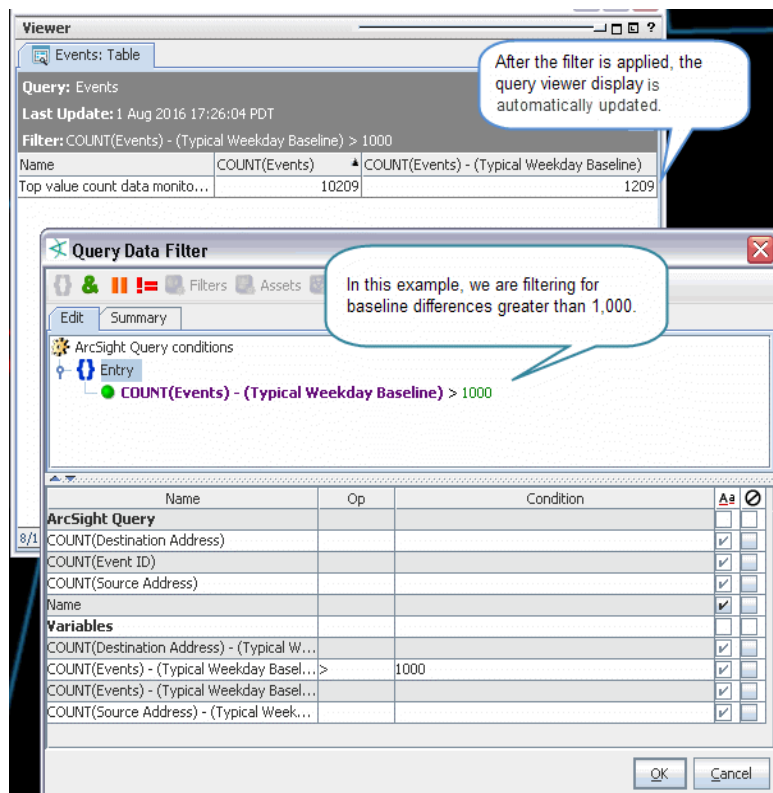 Viewer
?
Events: Table
After the filter is applied, the
query viewer display is
automatically updated.
Query: Events
Last Update: 1 Aug 2016 17:26:04 PDT
Filter: COUNT(Events) - (Typical Weekday Baseline) > 1000
Name COUNT(Events) COUNT(Events) - (Typical Weekday Baseline)
Top value count data monito... 10209 1209
Query Data Filter
& != Filters Assets
In this example, we are filtering for
baseline differences greater than 1,000.
Edit Summary
ArcSight Query conditions
{} Entry
COUNT(Events) - (Typical Weekday Baseline) > 1000
Name Op Condition Aa
ArcSight Query
8/1
COUNT(Destination Address)
COUNT(Event ID)
COUNT(Source Address)
Name
Variables
COUNT(Destination Address) - (Typical W...
COUNT(Events) - (Typical Weekday Basel... > 1000
COUNT(Events) - (Typical Weekday Basel...
COUNT(Source Address) - (Typical Week...
OK Cancel